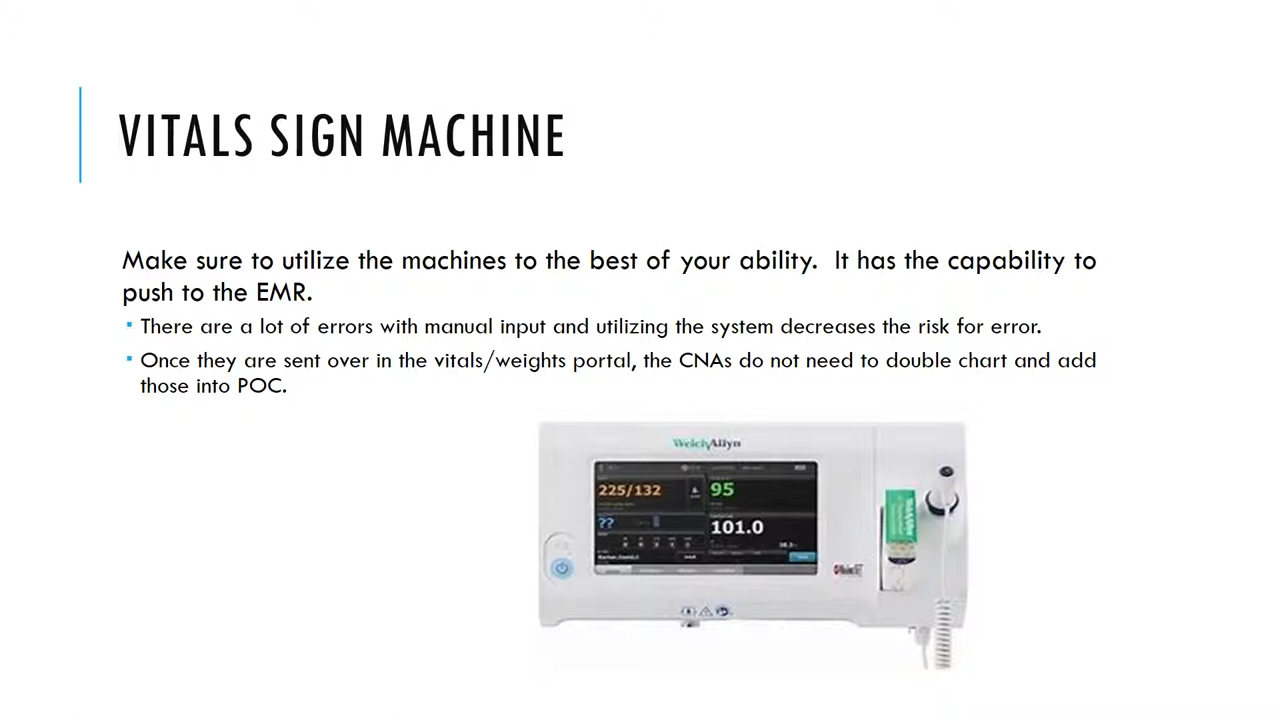 VITALS SIGN MACHINE
Make sure to utilize the machines to the best of your ability.  It has the capability to
push to the EMR.
There are a lot of errors with manual input and utilizing the system decreases the risk for error.
Once they are sent over in the vitals/weights portal, the CNAs do not need to double chart and add
those into POC.
WelchAllyn
225/132
95
??
101.0